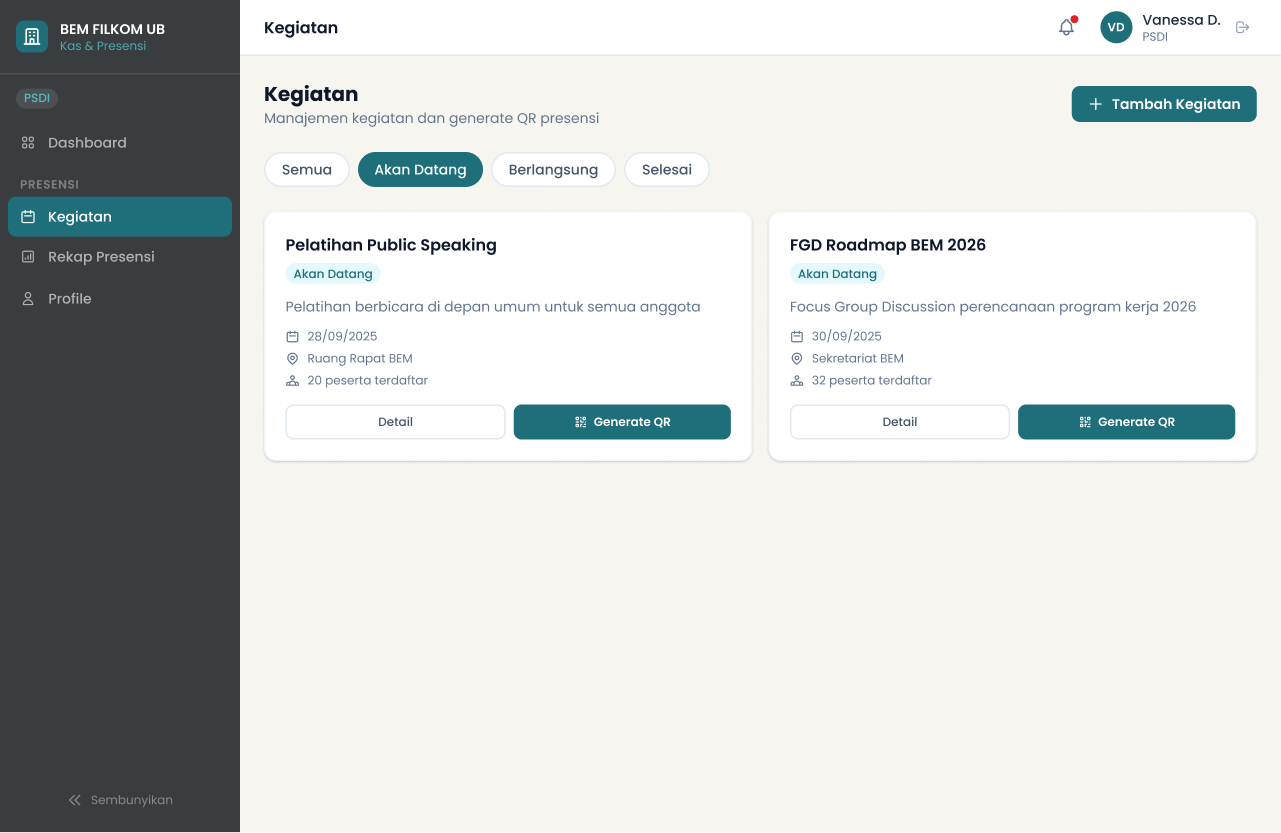 BEM FILKOM UB
Kas & Presensi
PSDI
Dashboard
PRESENSI
Kegiatan
Rekap Presensi
Profile
Sembunyikan
Kegiatan
VD
Vanessa D.
PSDI
Kegiatan
Manajemen kegiatan dan generate QR presensi
Tambah Kegiatan
Semua
Akan Datang
Berlangsung
Selesai
Pelatihan Public Speaking
Akan Datang
Pelatihan berbicara di depan umum untuk semua anggota
28/09/2025
Ruang Rapat BEM
20 peserta terdaftar
Detail
Generate QR
FGD Roadmap BEM 2026
Akan Datang
Focus Group Discussion perencanaan program kerja 2026
30/09/2025
Sekretariat BEM
32 peserta terdaftar
Detail
Generate QR